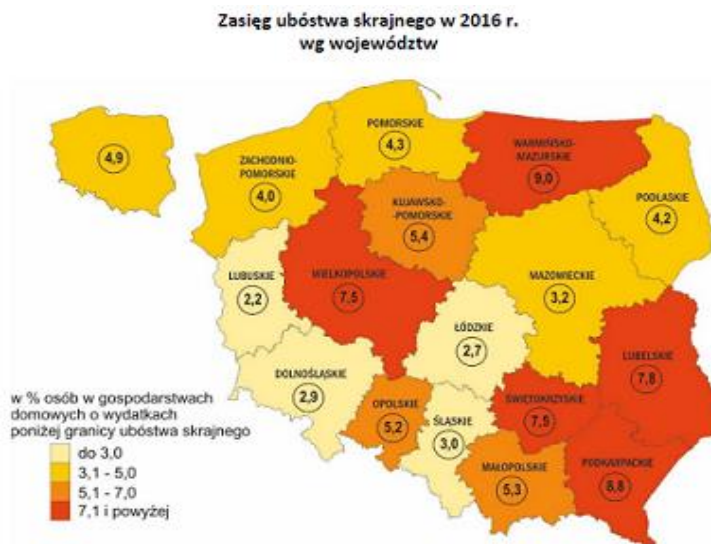 Zasięg ubóstwa skrajnego w 2016 r.
wg województw
4,9
POMORSKIE
4,3
WARMIŃSKO-
MAZURSKIE
9,0
ZACHODNIO-
POMORSKIE
4,0
KUJAWSKO-
-POMORSKIE
5,4
PODLASKIE
4,2
LUBUSKIE
2,2
WIELKOPOLSKIE
7,5
MAZOWIECKIE
3,2
ŁÓDZKIE
2,7
LUBELSKIE
7,8
DOLNOŚLĄSKIE
2,9
OPOLSKIE
5,2
ŚLĄSKIE
3,0
ŚWIĘTOKRZYSKIE
7,5
MAŁOPOLSKIE
5,3
PODKARPACKIE
8,8
w % osób w gospodarstwach
domowych o wydatkach
poniżej granicy ubóstwa skrajnego
do 3,0
3,1 - 5,0
5,1 - 7,0
7,1 i powyżej